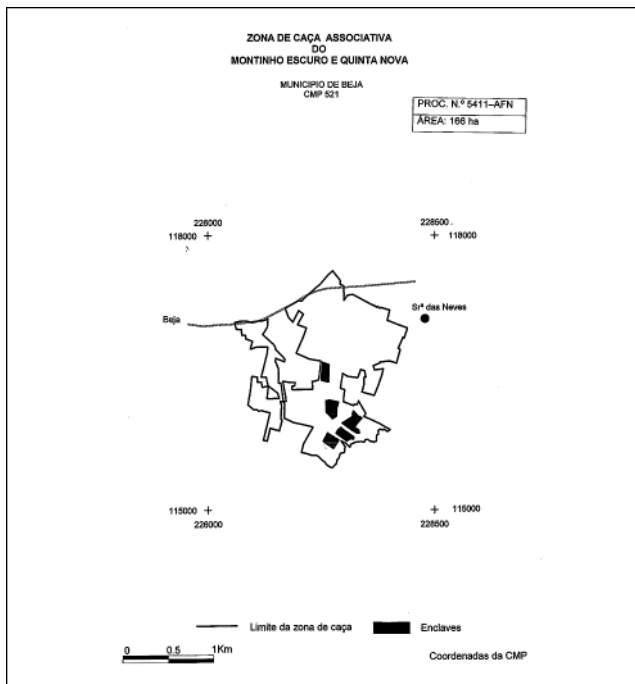 ZONA DE CAÇA ASSOCIATIVA
DO
MONTINHO ESCURO E QUINTA NOVA
MUNICIPIO DE BEJA
CMP 521
PROC. N.º 5411–AFN
ÁREA: 166 ha
226000
118000
228500
118000
Beja
Srª das Neves
115000
226000
115000
228500
Limite da zona de caça
Enclaves
0 0.5 1Km
Coordenadas da CMP